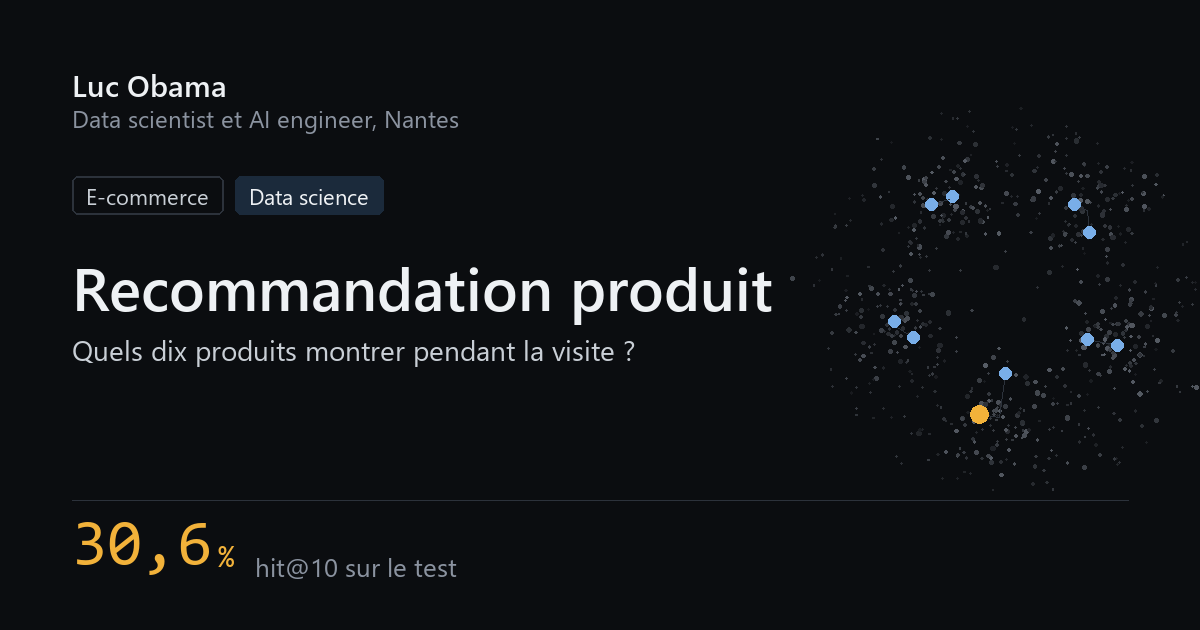 Luc Obama
Data scientist et AI engineer, Nantes
E-commerce Data science
Recommandation produit
Quels dix produits montrer pendant la visite ?
30,6 % hit@10 sur le test